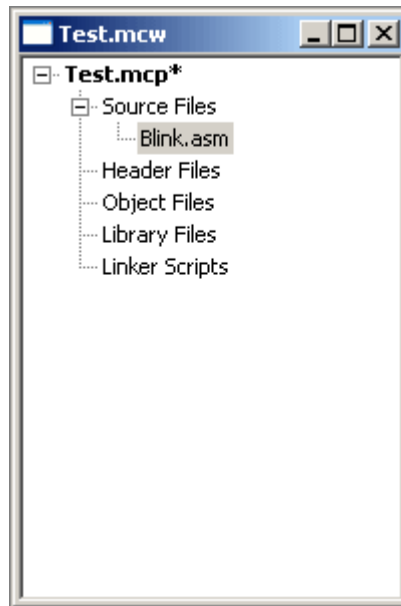 Test.mcw
Test.mcp*
Source Files
Blink.asm
Header Files
Object Files
Library Files
Linker Scripts